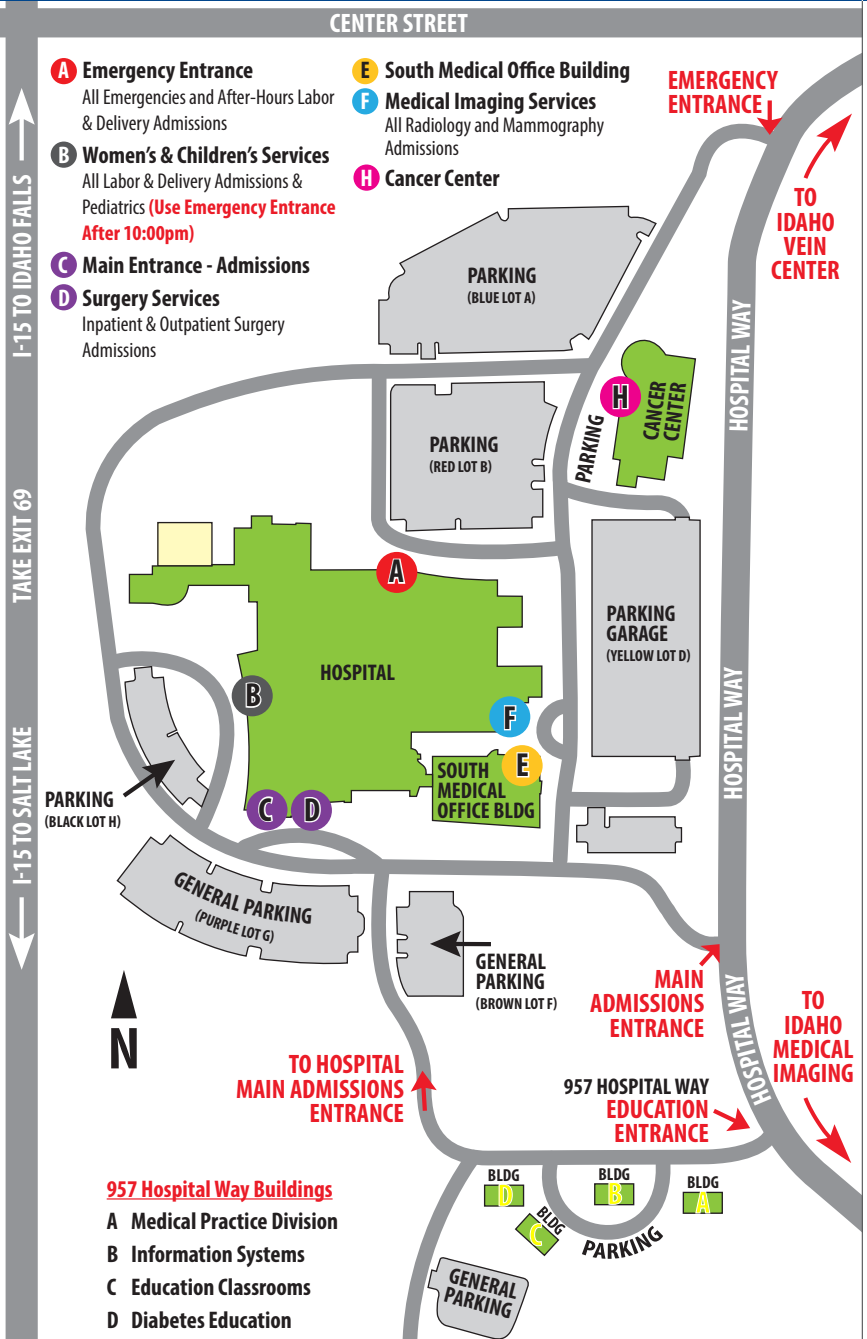 CENTER STREET
A Emergency Entrance
All Emergencies and After-Hours Labor
& Delivery Admissions
B Women's & Children's Services
All Labor & Delivery Admissions &
Pediatrics (Use Emergency Entrance
After 10:00pm)
C Main Entrance - Admissions
D Surgery Services
Inpatient & Outpatient Surgery
Admissions
E South Medical Office Building
F Medical Imaging Services
All Radiology and Mammography
Admissions
H Cancer Center
EMERGENCY
ENTRANCE
TO
IDAHO
VEIN
CENTER
I-15 TO IDAHO FALLS
TAKE EXIT 69
I-15 TO SALT LAKE
PARKING
(BLUE LOT A)
HOSPITAL WAY
H
CANCER
CENTER
PARKING
PARKING
(RED LOT B)
A
PARKING
GARAGE
(YELLOW LOT D)
HOSPITAL
B
F
HOSPITAL WAY
E
SOUTH
MEDICAL
OFFICE BLDG
C
D
PARKING
(BLACK LOT H)
GENERAL PARKING
(PURPLE LOT G)
GENERAL
PARKING
(BROWN LOT F)
N
MAIN
ADMISSIONS
ENTRANCE
HOSPITAL WAY
TO
IDAHO
MEDICAL
IMAGING
TO HOSPITAL
MAIN ADMISSIONS
ENTRANCE
957 HOSPITAL WAY
EDUCATION
ENTRANCE
BLDG
D
BLDG
B
BLDG
A
BLDG
C
PARKING
GENERAL
PARKING
957 Hospital Way Buildings
A Medical Practice Division
B Information Systems
C Education Classrooms
D Diabetes Education